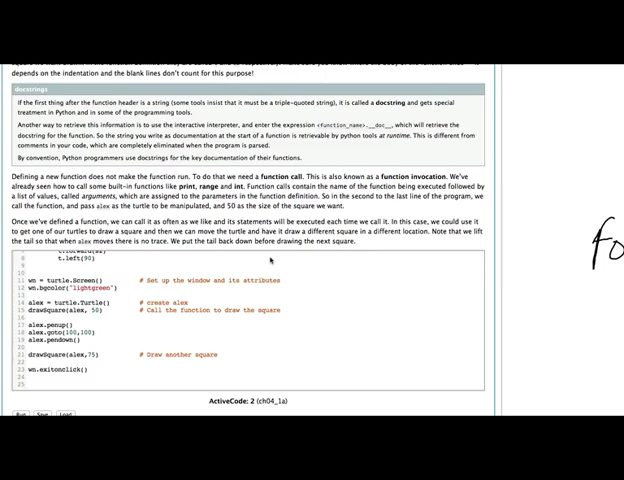 depends on the indentation and the blank lines don't count for this purpose!
docstrings
If the first thing after the function header is a string (some tools insist that it must be a triple-quoted string), it is called a docstring and gets special
treatment in Python and in some of the programming tools.
Another way to retrieve this information is to use the interactive interpreter, and enter the expression <function_name>.__doc__, which will retrieve the
docstring for the function. So the string you write as documentation at the start of a function is retrievable by python tools at runtime. This is different from
comments in your code, which are completely eliminated when the program is parsed.
By convention, Python programmers use docstrings for the key documentation of their functions.
Defining a new function does not make the function run. To do that we need a function call. This is also known as a function invocation. We've
already seen how to call some built-in functions like print, range and int. Function calls contain the name of the function being executed followed by
a list of values, called arguments, which are assigned to the parameters in the function definition. So in the second to the last line of the program, we
call the function, and pass alex as the turtle to be manipulated, and 50 as the size of the square we want.
Once we've defined a function, we can call it as often as we like and its statements will be executed each time we call it. In this case, we could use it
to get one of our turtles to draw a square and then we can move the turtle and have it draw a different square in a different location. Note that we lift
the tail so that when alex moves there is no trace. We put the tail back down before drawing the next square.
8 t.left(90)
9
10
11 wn = turtle.Screen() # Set up the window and its attributes
12 wn.bgcolor("lightgreen")
13
14 alex = turtle.Turtle() # create alex
15 drawSquare(alex, 50) # Call the function to draw the square
16
17 alex.penup()
18 alex.goto(100,100)
19 alex.pendown()
20
21 drawSquare(alex,75) # Draw another square
22
23 wn.exitonclick()
24
25
ActiveCode: 2 (ch04_1a)
Run Save Load
fo